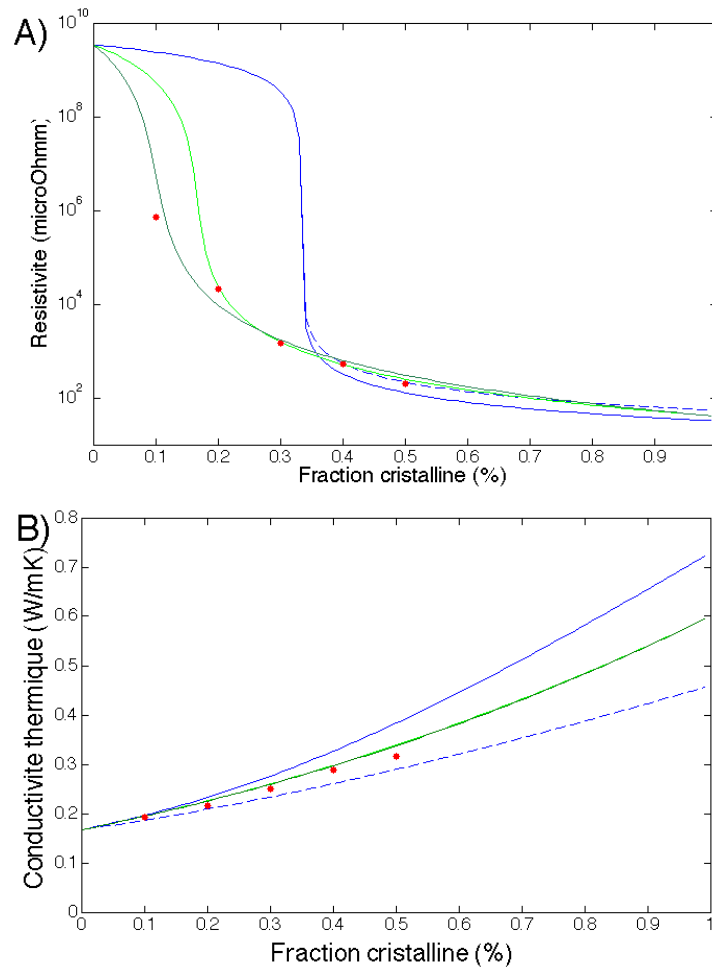 A)
10^10
10^8
10^6
10^4
10^2
Resistivite (microOhmm)
0 0.1 0.2 0.3 0.4 0.5 0.6 0.7 0.8 0.9
Fraction cristalline (%)
B)
0.8
0.7
0.6
0.5
0.4
0.3
0.2
0.1
0
Conductivite thermique (W/mK)
0 0.1 0.2 0.3 0.4 0.5 0.6 0.7 0.8 0.9 1
Fraction cristalline (%)